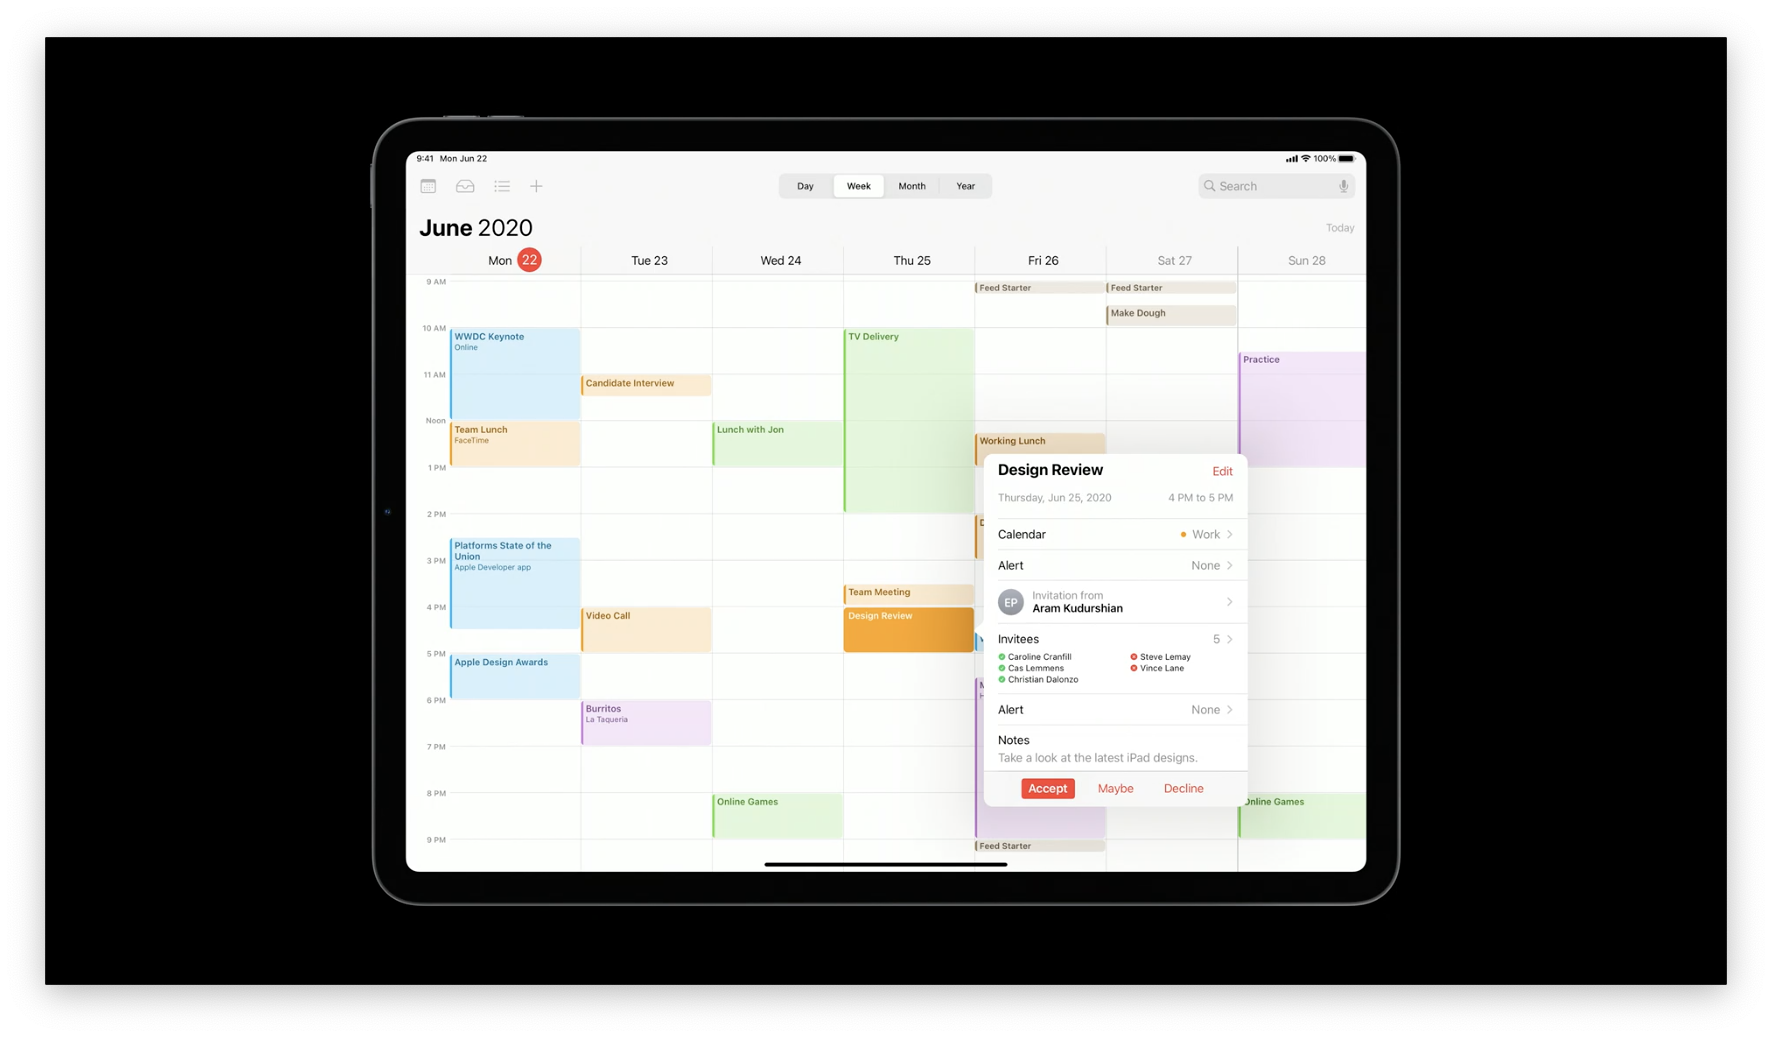 9:41 Mon Jun 22
100%
Day
Week
Month
Year
Search
June 2020
Today
Mon 22
Tue 23
Wed 24
Thu 25
Fri 26
Sat 27
Sun 28
9 AM
Feed Starter
Feed Starter
Make Dough
10 AM
WWDC Keynote
Online
TV Delivery
Practice
11 AM
Candidate Interview
Noon
Team Lunch
FaceTime
Lunch with Jon
Working Lunch
1 PM
2 PM
Platforms State of the
Union
Apple Developer app
3 PM
Team Meeting
4 PM
Video Call
Design Review
5 PM
Apple Design Awards
6 PM
Burritos
La Taqueria
7 PM
8 PM
Online Games
Online Games
9 PM
Feed Starter
Design Review
Edit
Thursday, Jun 25, 2020
4 PM to 5 PM
Calendar
Work
Alert
None
EP
Invitation from
Aram Kudurshian
Invitees
5
Caroline Cranfill
Steve Lemay
Cas Lemmens
Vince Lane
Christian Dalonzo
Alert
None
Notes
Take a look at the latest iPad designs.
Accept
Maybe
Decline